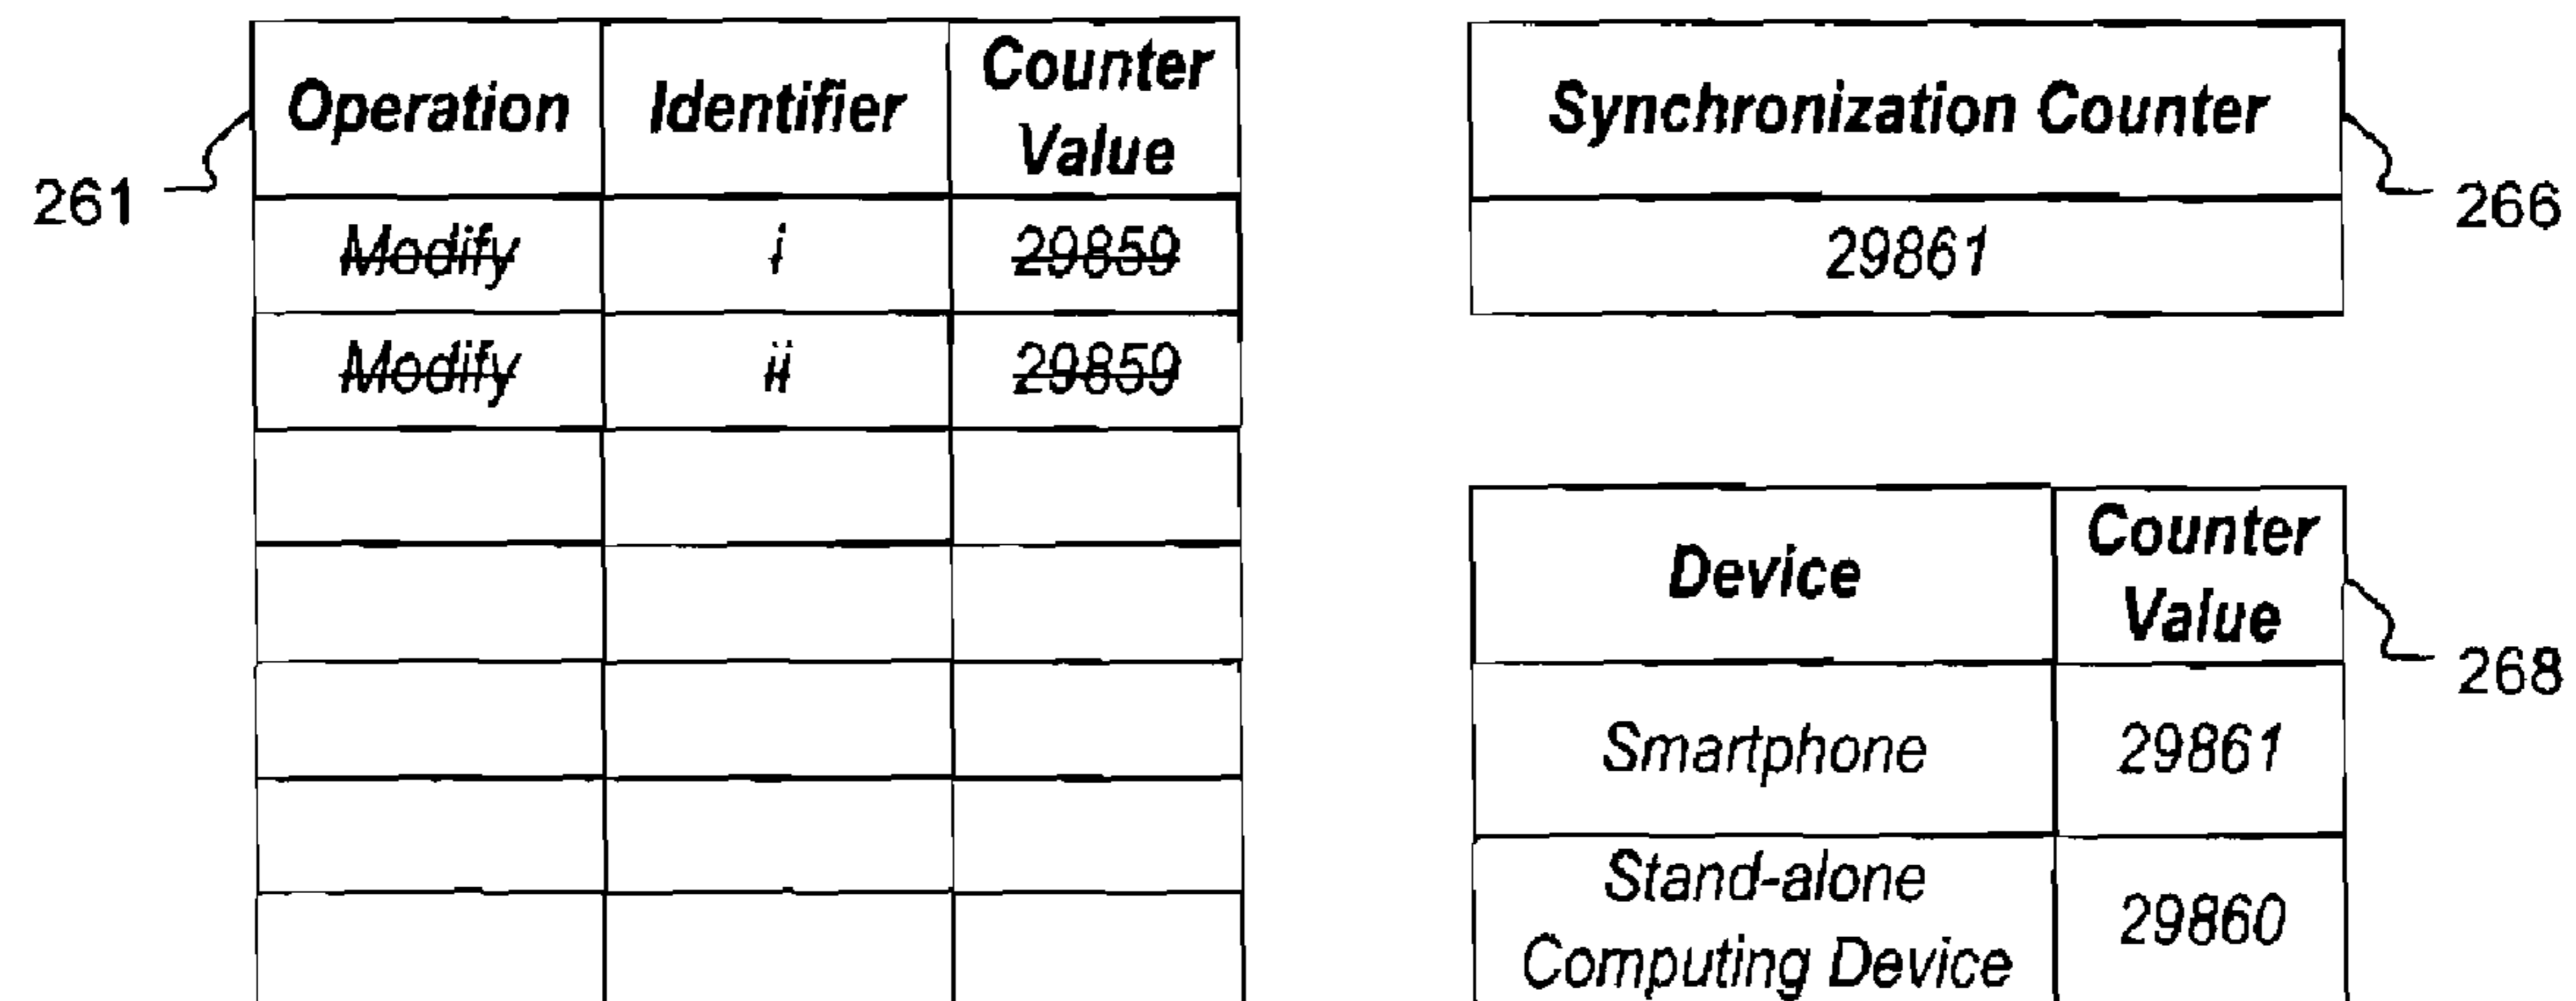 Operation Identifier Counter Value
261
Modify i 29859
Modify ii 29859
Synchronization Counter
266
29861
Device Counter Value
268
Smartphone 29861
Stand-alone
Computing Device 29860